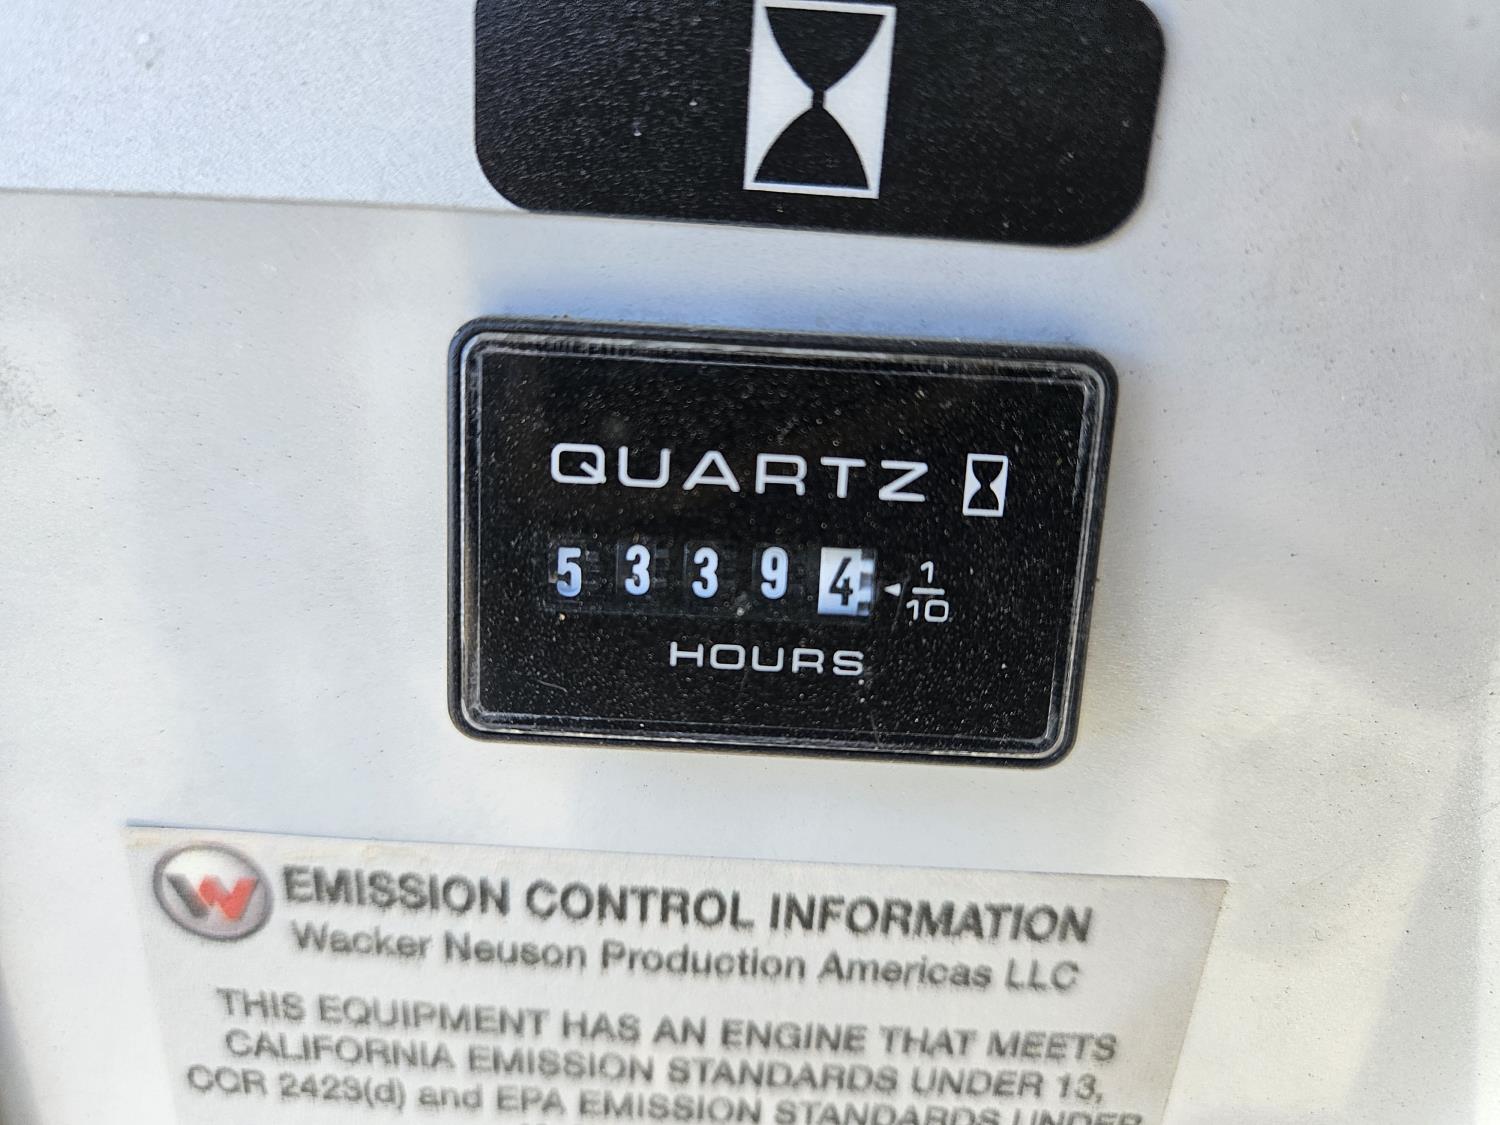 QUARTZ
5 3 3 9 4 1/10
HOURS
W EMISSION CONTROL INFORMATION
Wacker Neuson Production Americas LLC
THIS EQUIPMENT HAS AN ENGINE THAT MEETS
CALIFORNIA EMISSION STANDARDS UNDER 13,
CCR 2423(d) and EPA EMISSION STANDARDS UNDER